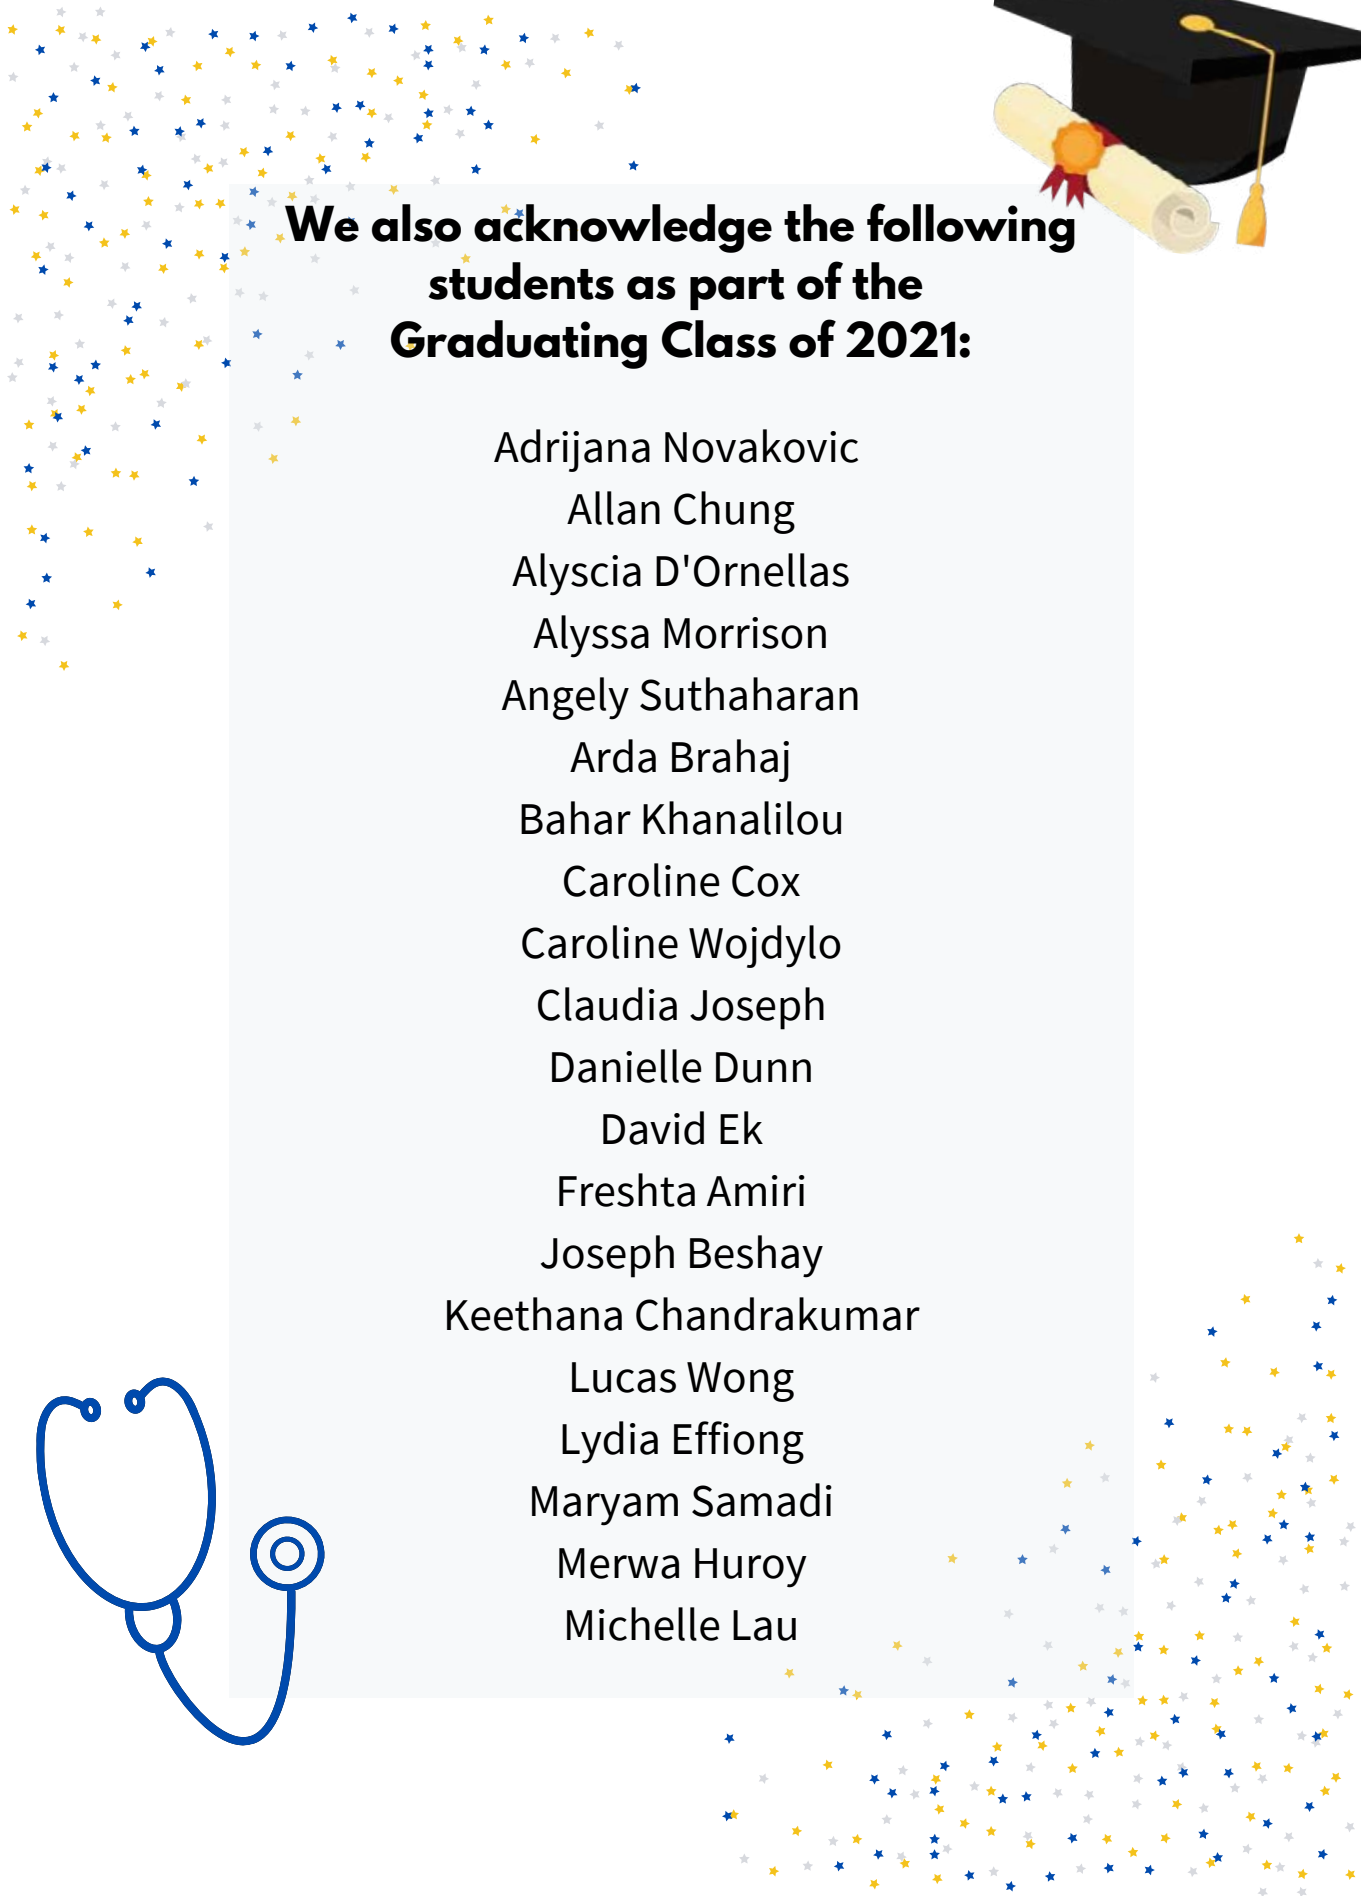 We also acknowledge the following
students as part of the
Graduating Class of 2021:
Adrijana Novakovic
Allan Chung
Alyscia D'Ornellas
Alyssa Morrison
Angely Suthaharan
Arda Brahaj
Bahar Khanalilou
Caroline Cox
Caroline Wojdylo
Claudia Joseph
Danielle Dunn
David Ek
Freshta Amiri
Joseph Beshay
Keethana Chandrakumar
Lucas Wong
Lydia Effiong
Maryam Samadi
Merwa Huroy
Michelle Lau